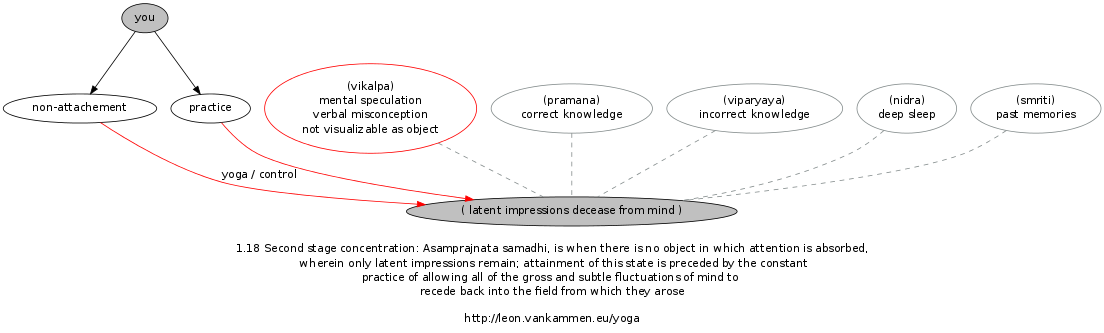 you
non-attachement
practice
(vikalpa)
mental speculation
verbal misconception
not visualizable as object
(pramana)
correct knowledge
(viparyaya)
incorrect knowledge
(nidra)
deep sleep
(smriti)
past memories
yoga / control
( latent impressions decease from mind )
1.18 Second stage concentration: Asamprajnata samadhi, is when there is no object in which attention is absorbed,
wherein only latent impressions remain; attainment of this state is preceded by the constant
practice of allowing all of the gross and subtle fluctuations of mind to
recede back into the field from which they arose
http://leon.vankammen.eu/yoga